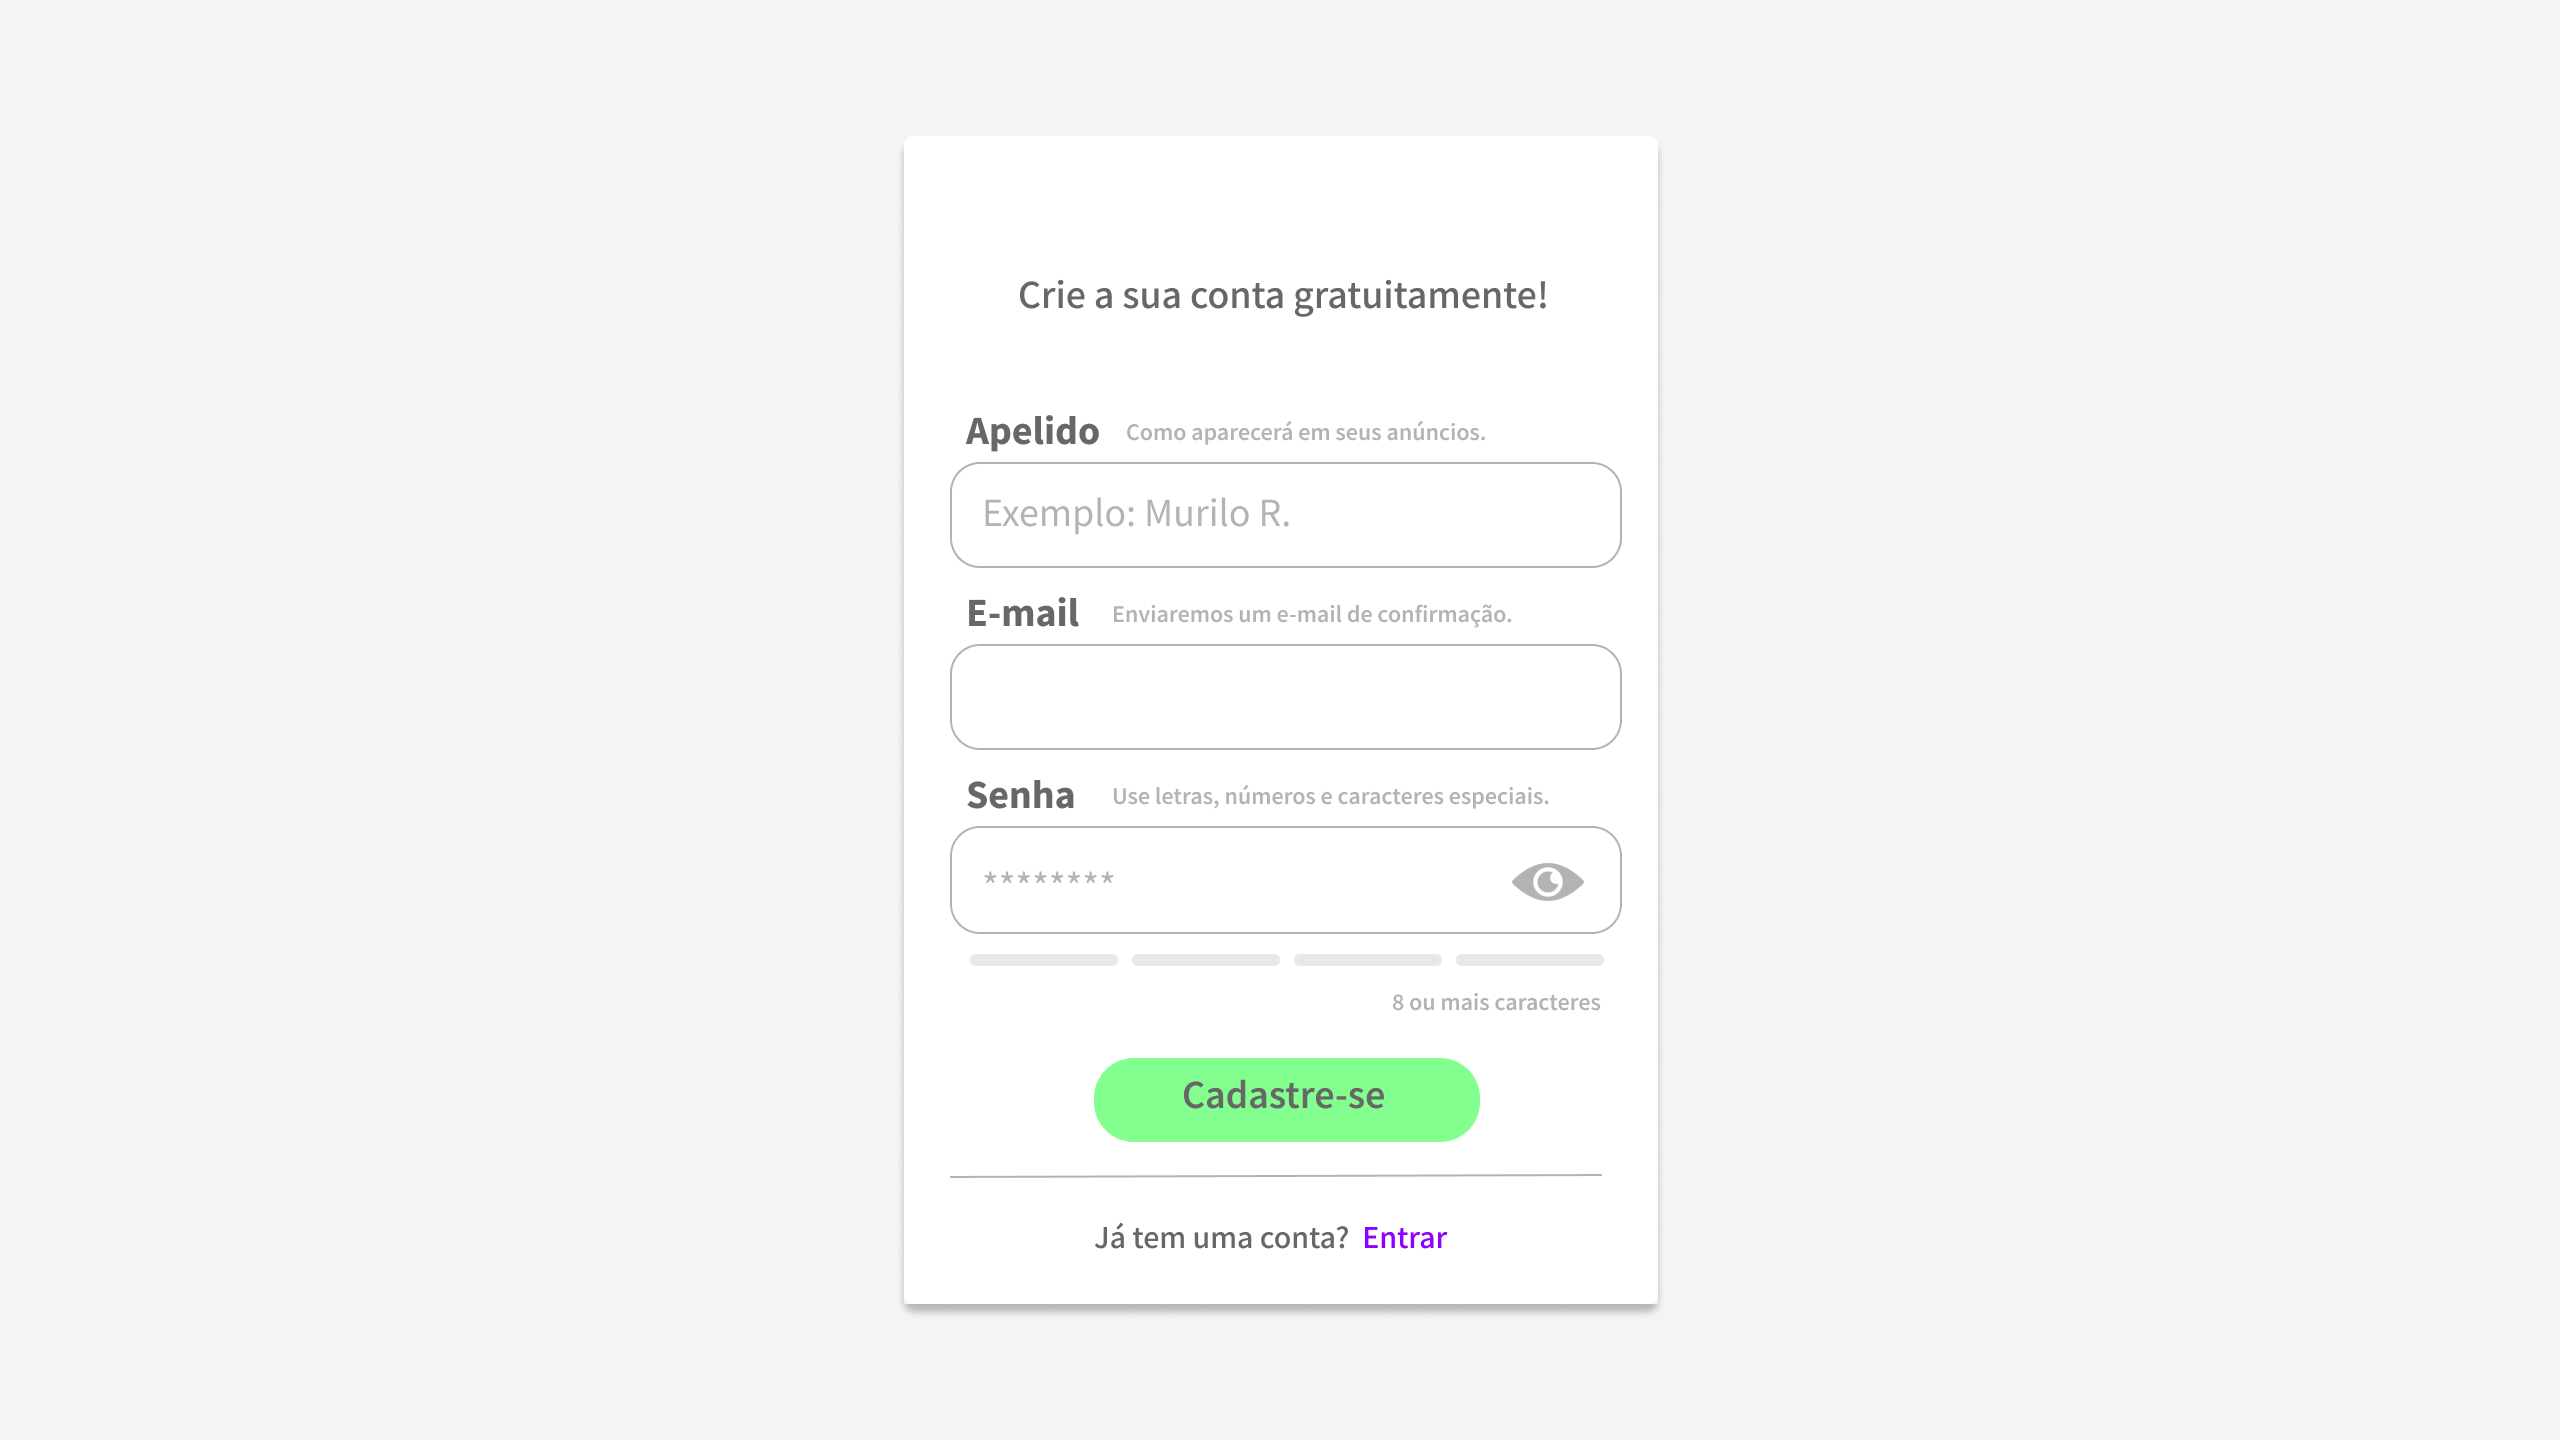 Crie a sua conta gratuitamente!
Apelido Como aparecerá em seus anúncios.
Exemplo: Murilo R.
E-mail Enviaremos um e-mail de confirmação.
Senha Use letras, números e caracteres especiais.
********
8 ou mais caracteres
Cadastre-se
Já tem uma conta? Entrar